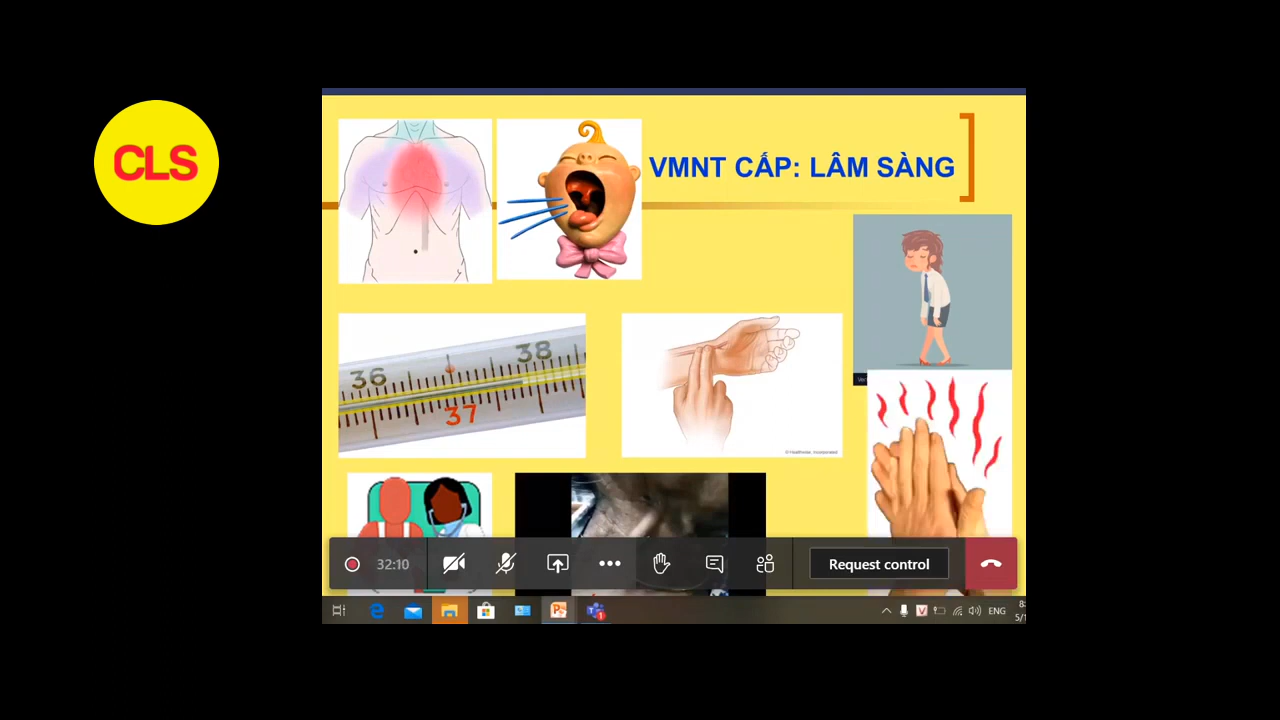 CLS
VMNT CẤP: LÂM SÀNG
36
38
37
32:10
Request control
ENG